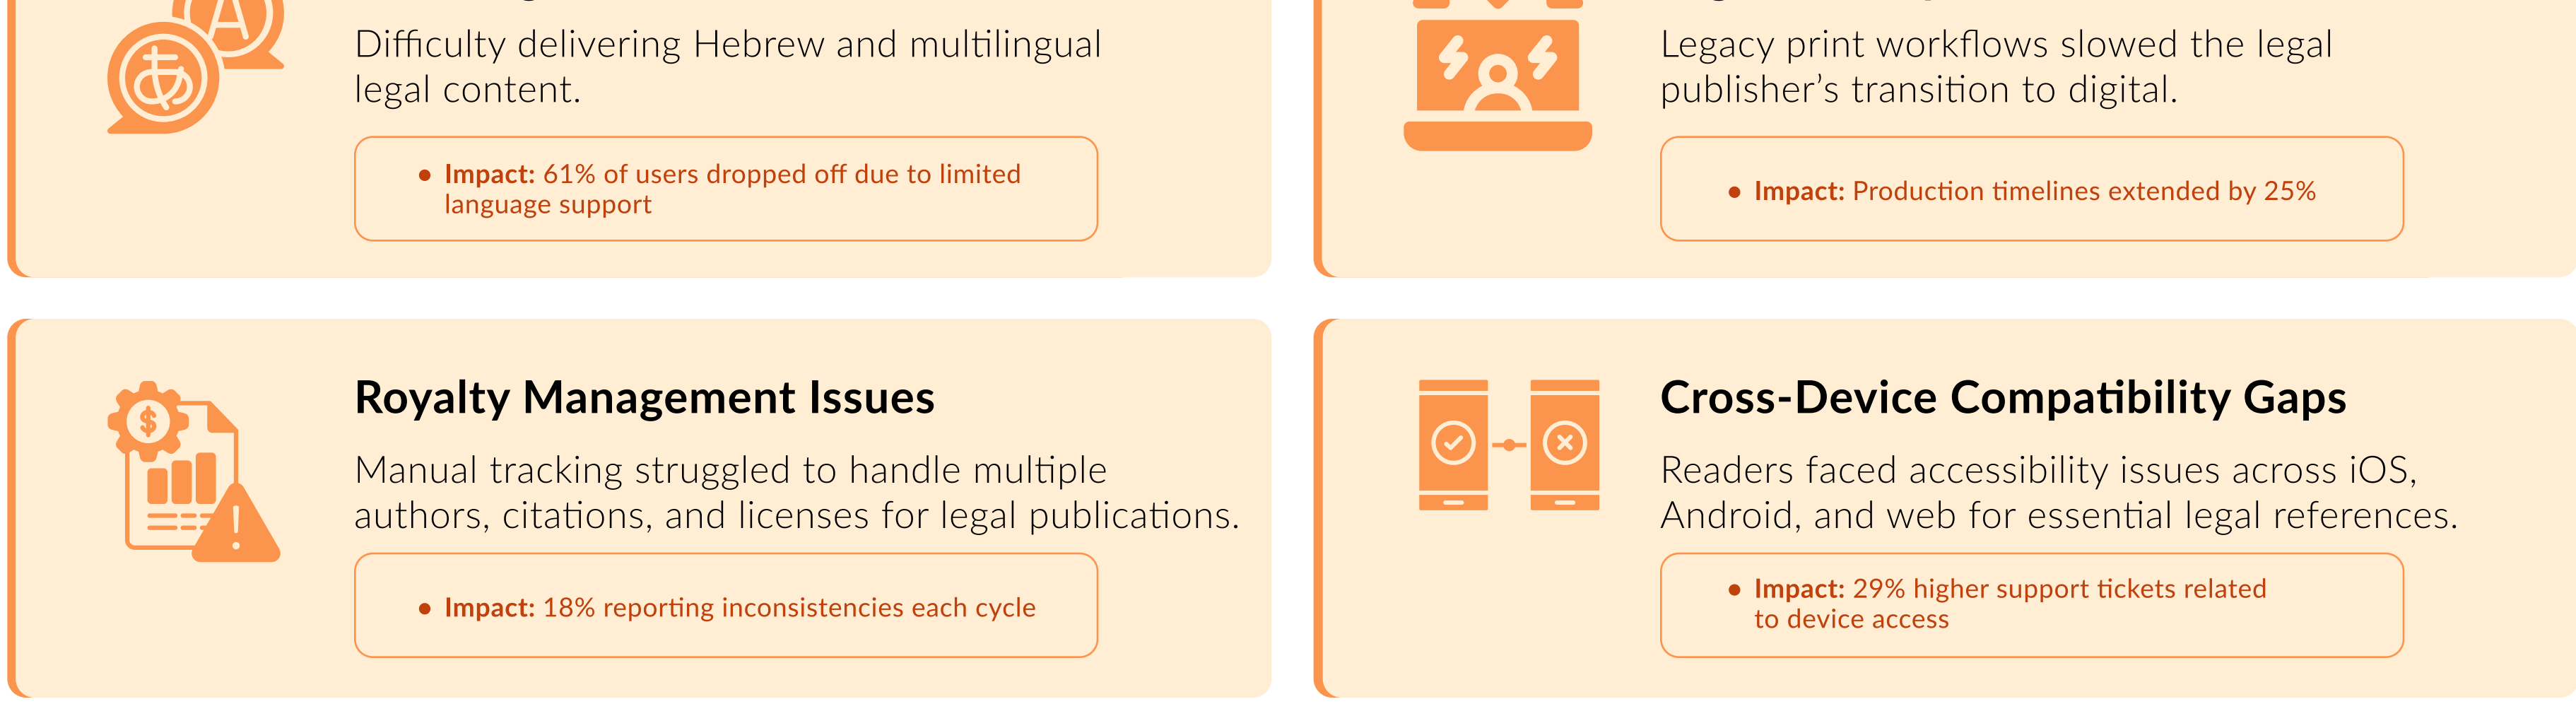 Difficulty delivering Hebrew and multilingual
legal content.
• Impact: 61% of users dropped off due to limited
language support
Legacy print workflows slowed the legal
publisher’s transition to digital.
• Impact: Production timelines extended by 25%
Royalty Management Issues
Manual tracking struggled to handle multiple
authors, citations, and licenses for legal publications.
• Impact: 18% reporting inconsistencies each cycle
Cross-Device Compatibility Gaps
Readers faced accessibility issues across iOS,
Android, and web for essential legal references.
• Impact: 29% higher support tickets related
to device access